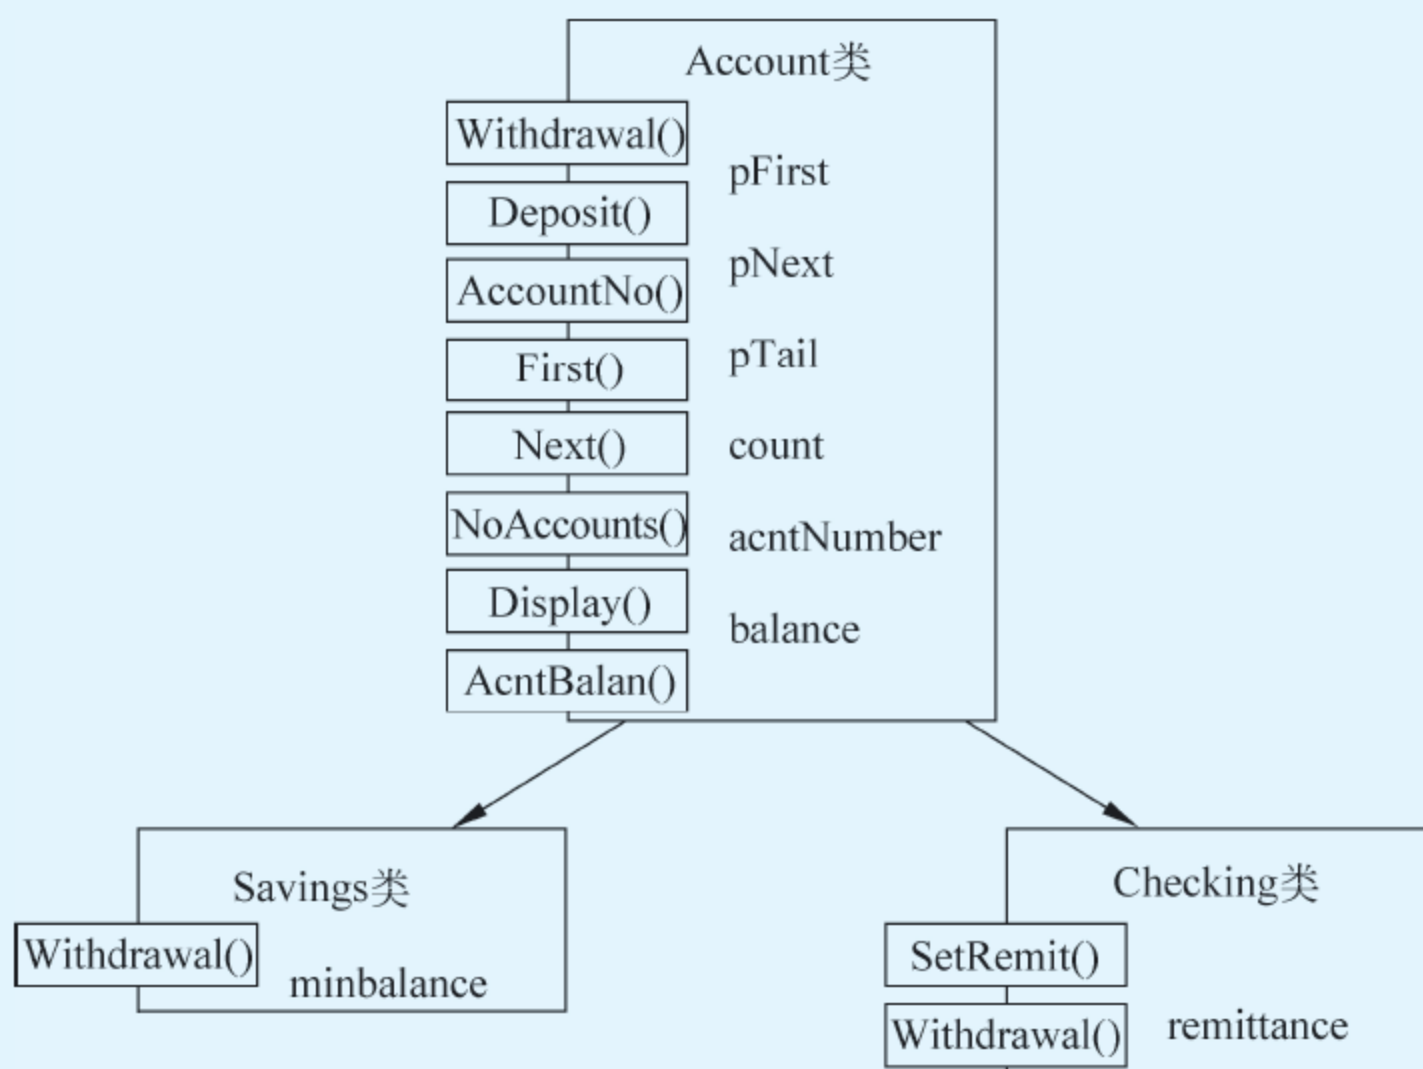 Account类
Withdrawal()
pFirst
Deposit()
pNext
AccountNo()
pTail
First()
Next()
count
NoAccounts()
acntNumber
Display()
balance
AcntBalan()
Savings类
Withdrawal()
minbalance
Checking类
SetRemit()
Withdrawal()
remittance